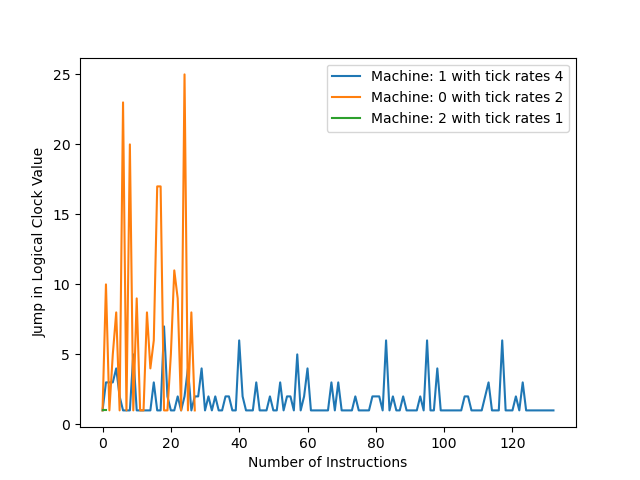 Machine: 1 with tick rates 4
Machine: 0 with tick rates 2
Machine: 2 with tick rates 1
Jump in Logical Clock Value
25
20
15
10
5
0
0 20 40 60 80 100 120
Number of Instructions